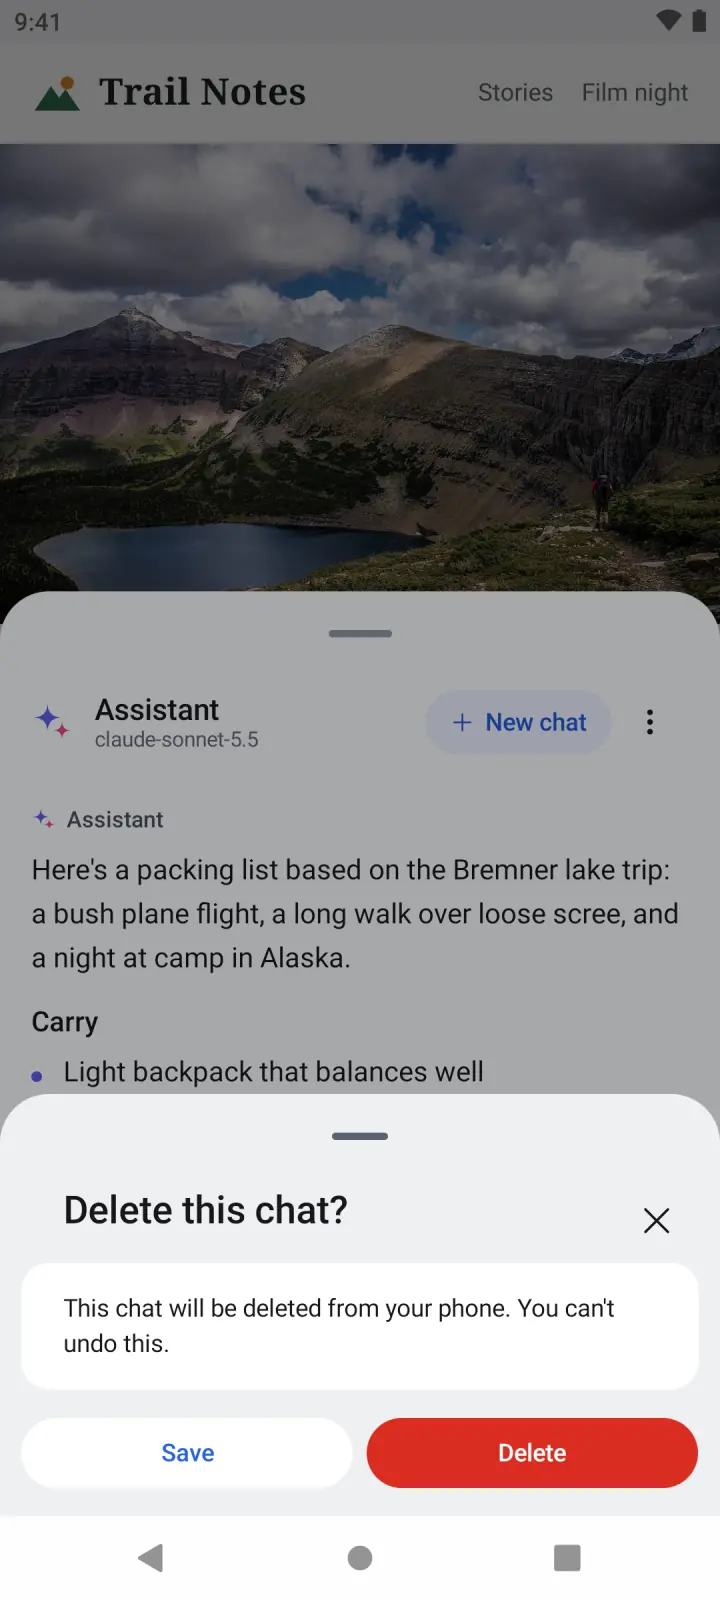 9:41
Trail Notes
Stories
Film night
Assistant
claude-sonnet-5.5
+ New chat
Assistant
Here's a packing list based on the Bremner lake trip:
a bush plane flight, a long walk over loose scree, and
a night at camp in Alaska.
Carry
Light backpack that balances well
Delete this chat?
This chat will be deleted from your phone. You can't
undo this.
Save
Delete